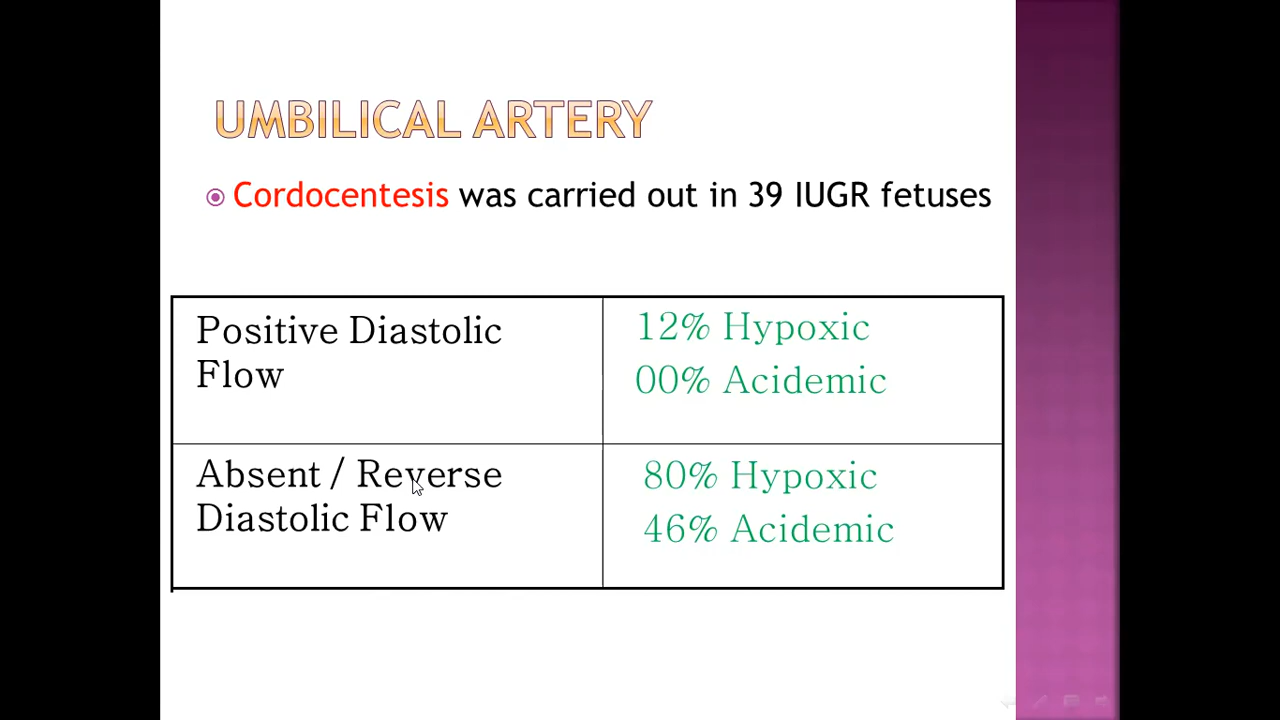 UMBILICAL ARTERY
Cordocentesis was carried out in 39 IUGR fetuses
Positive Diastolic
Flow
12% Hypoxic
00% Acidemic
Absent / Reverse
Diastolic Flow
80% Hypoxic
46% Acidemic